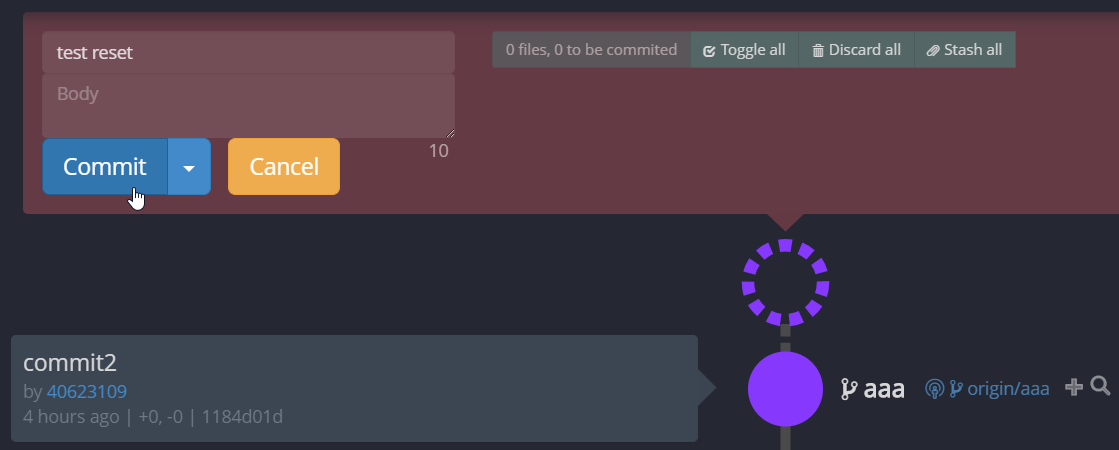 test reset
Body
10
Commit
Cancel
0 files, 0 to be commited
Toggle all
Discard all
Stash all
commit2
by 40623109
4 hours ago | +0, -0 | 1184d01d
aaa
origin/aaa